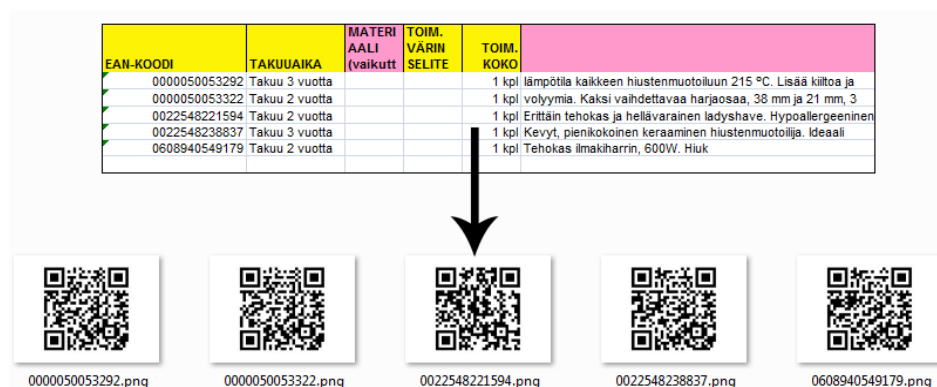 EAN-KOODI TAKUUAIKA MATERI AALI (vaikutt TOIM. VÄRIN SELITE TOIM. KOKO
0000050053292 Takuu 3 vuotta 1 kpl lämpötila kaikkeen hiustenmuotoiluun 215 ºC. Lisää kiiltoa ja
0000050053322 Takuu 2 vuotta 1 kpl volyymia. Kaksi vaihdettavaa harjaosaa, 38 mm ja 21 mm, 3
0022548221594 Takuu 2 vuotta 1 kpl Erittäin tehokas ja hellävarainen ladyshave. Hypoallergeeninen
0022548238837 Takuu 3 vuotta 1 kpl Kevyt, pienikokoinen keraaminen hiustenmuotoilija. Ideaali
0608940549179 Takuu 2 vuotta 1 kpl Tehokas ilmakiharrin, 600W. Hiuk
0000050053292.png 0000050053322.png 0022548221594.png 0022548238837.png 0608940549179.png